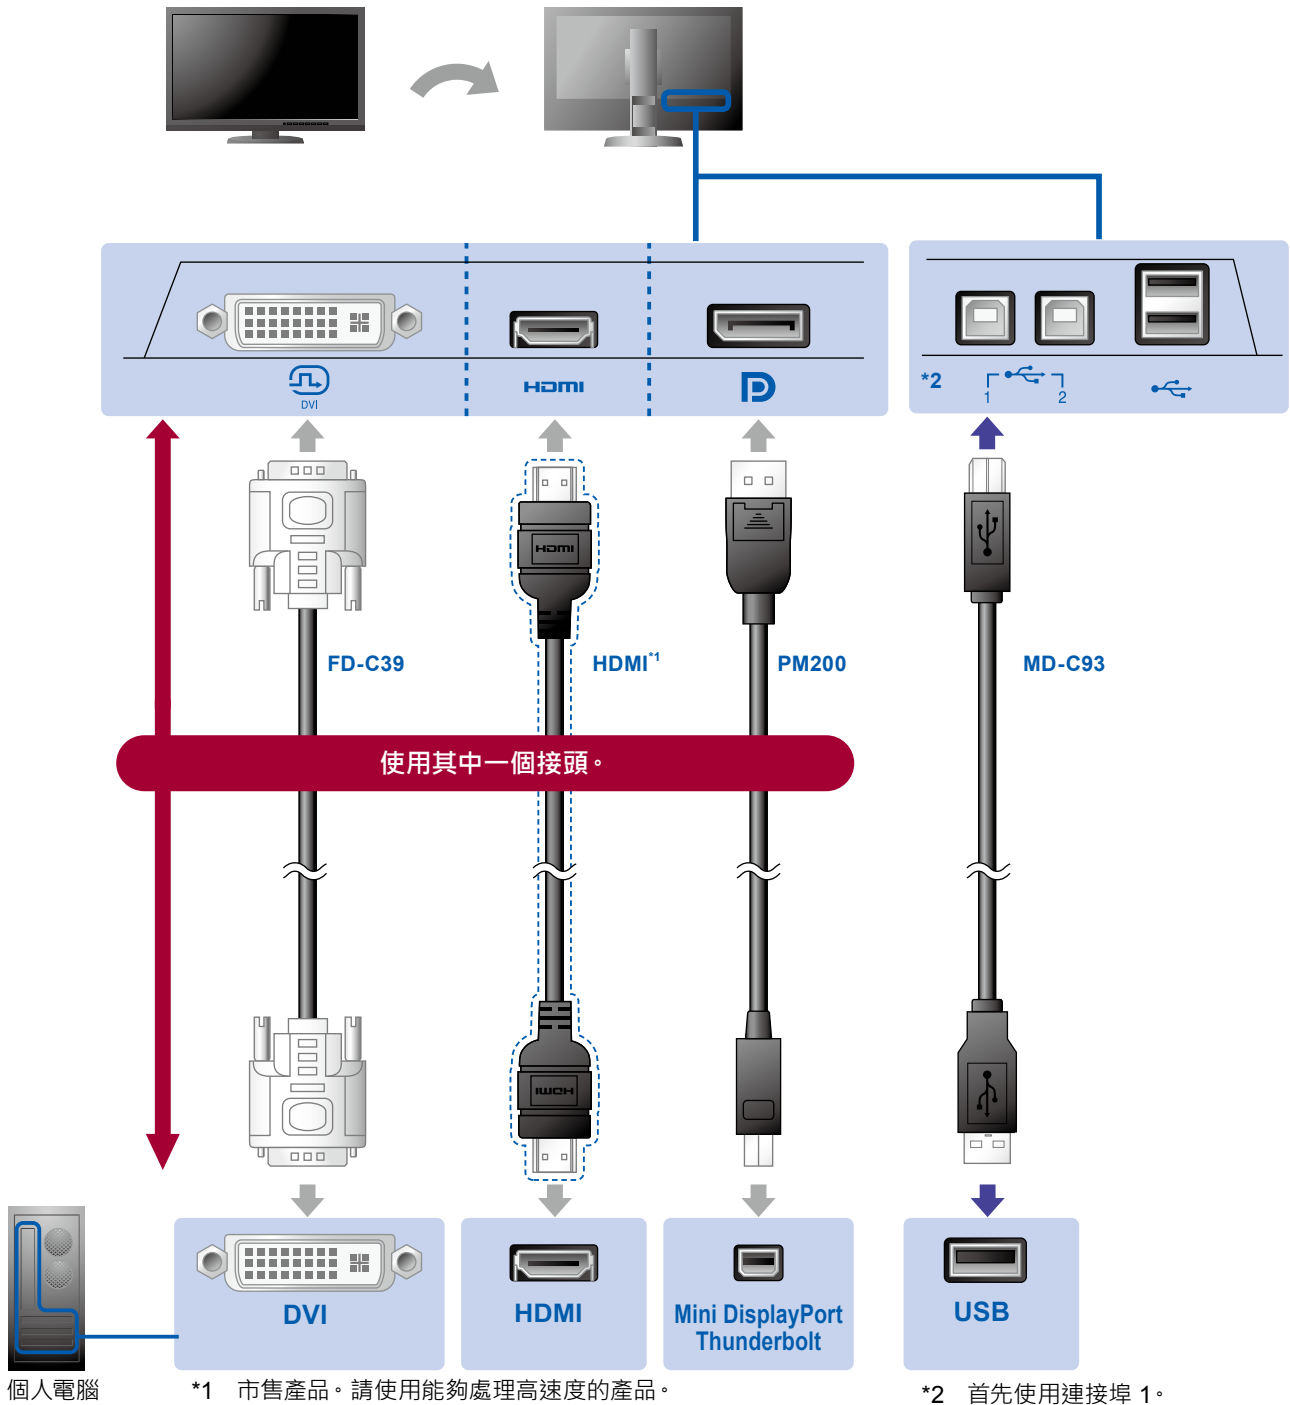 DVI
HDMI
*2
1
2
HDMI
FD-C39
HDMI*1
PM200
MD-C93
使用其中一個接頭。
HDMI
DVI
HDMI
Mini DisplayPort
Thunderbolt
USB
個人電腦
*1 市售產品。請使用能夠處理高速度的產品。
*2 首先使用連接埠 1。